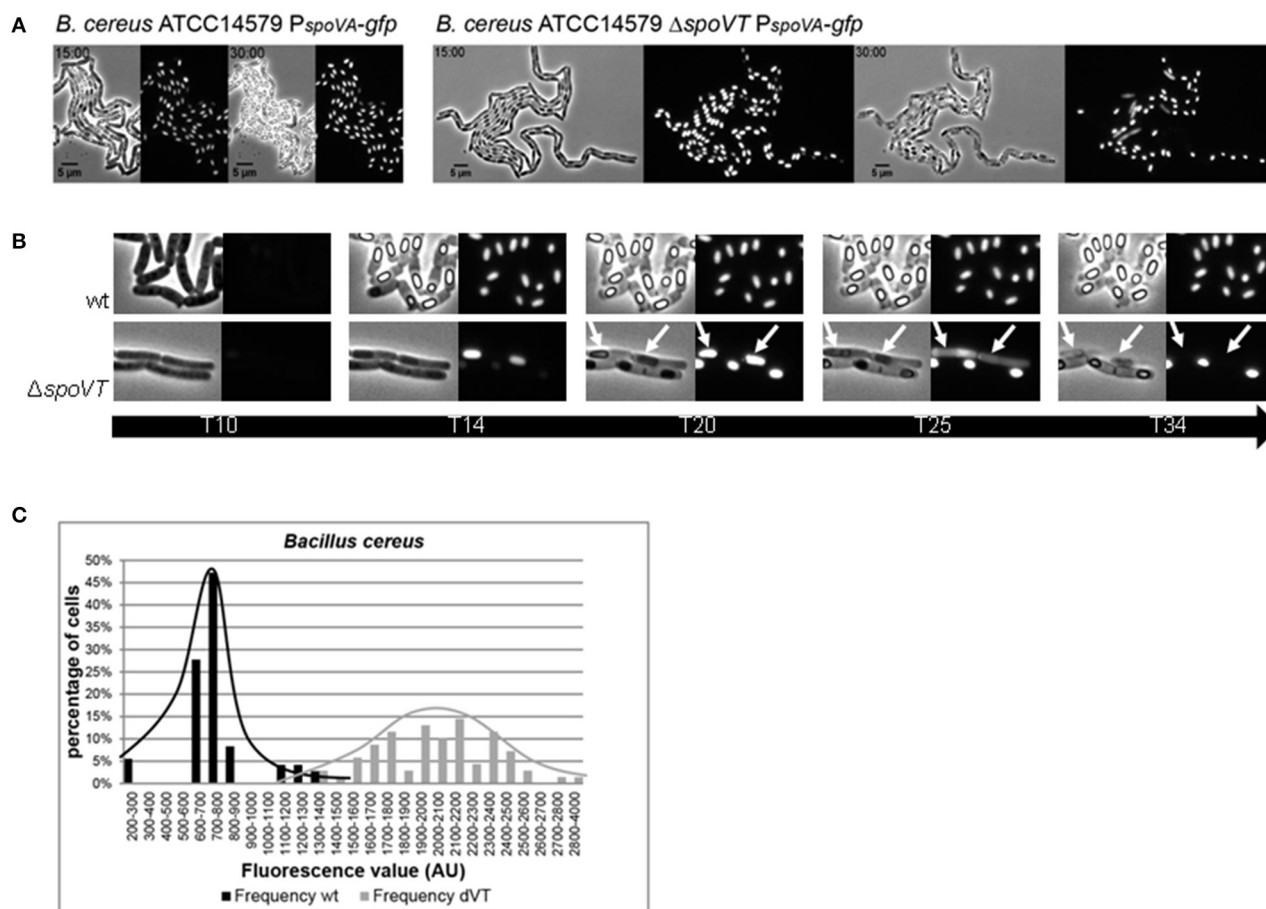 A
B. cereus ATCC14579 PspoVA-gfp
B. cereus ATCC14579 ΔspoVT PspoVA-gfp
15:00
30:00
15:00
30:00
5 µm
5 µm
5 µm
5 µm
B
wt
ΔspoVT
T10
T14
T20
T25
T34
C
Bacillus cereus
percentage of cells
50%
45%
40%
35%
30%
25%
20%
15%
10%
5%
0%
200-300
300-400
400-500
500-600
600-700
700-800
800-900
900-1000
1000-1100
1100-1200
1200-1300
1300-1400
1400-1500
1500-1600
1600-1700
1700-1800
1800-1900
1900-2000
2000-2100
2100-2200
2200-2300
2300-2400
2400-2500
2500-2600
2600-2700
2700-2800
2800-4000
Fluorescence value (AU)
Frequency wt
Frequency dVT